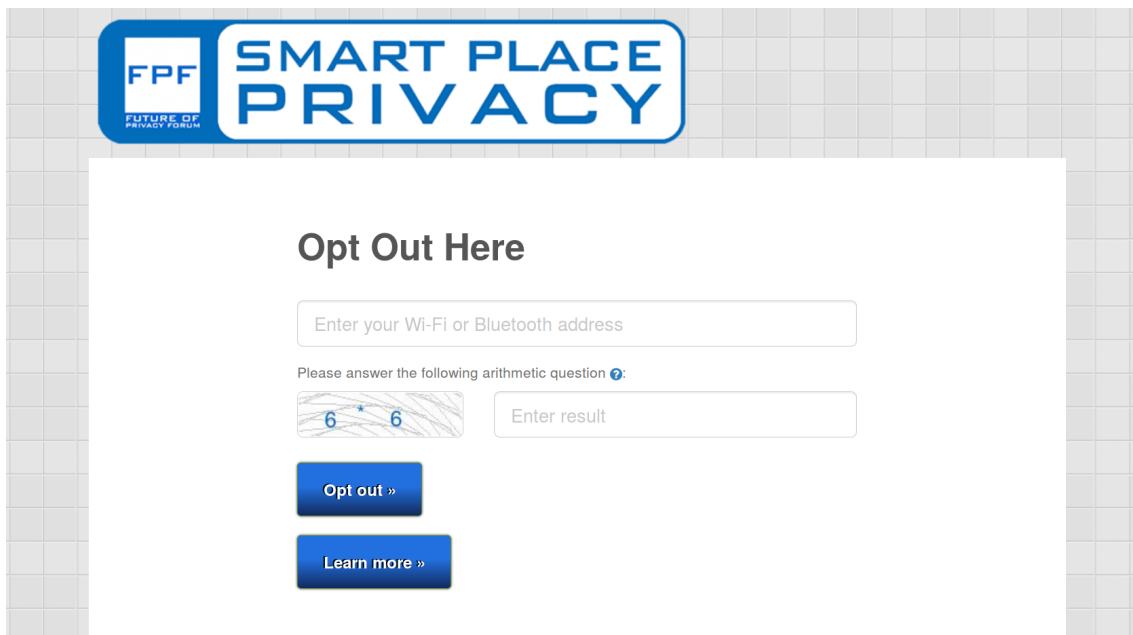 FPF
FUTURE OF
PRIVACY FORUM
SMART PLACE
PRIVACY
Opt Out Here
Enter your Wi-Fi or Bluetooth address
Please answer the following arithmetic question ?:
6 * 6
Enter result
Opt out »
Learn more »